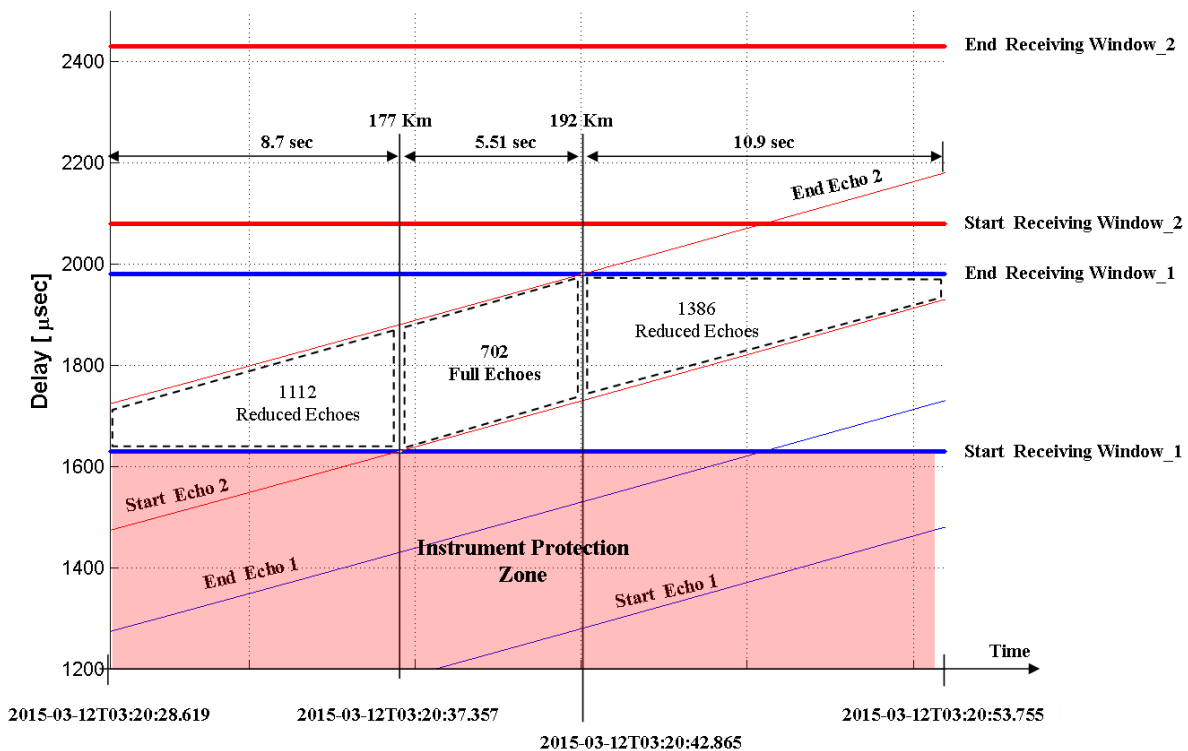 End Receiving Window_2
2400
177 Km
192 Km
8.7 sec
5.51 sec
10.9 sec
2200
End Echo 2
Start Receiving Window_2
2000
End Receiving Window_1
Delay [ μsec]
1386
Reduced Echoes
702
Full Echoes
1800
1112
Reduced Echoes
1600
Start Receiving Window_1
Start Echo 2
Instrument Protection
Zone
End Echo 1
Start Echo 1
1400
1200
Time
2015-03-12T03:20:28.619
2015-03-12T03:20:37.357
2015-03-12T03:20:53.755
2015-03-12T03:20:42.865